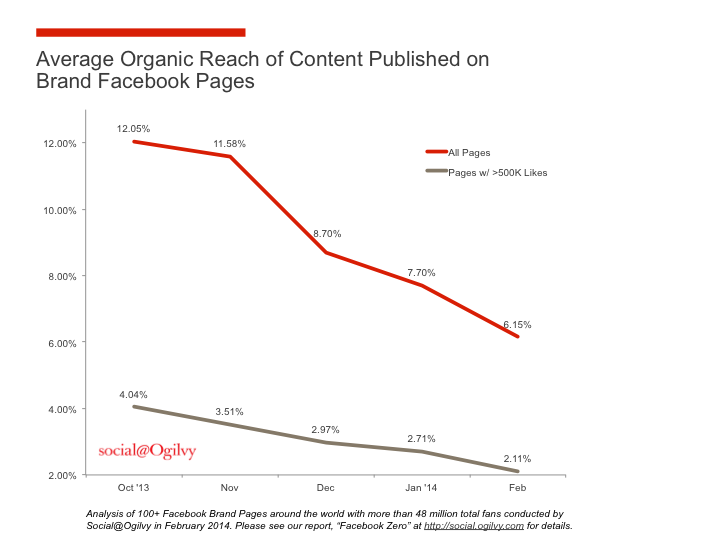 Average Organic Reach of Content Published on
Brand Facebook Pages
12.05%
11.58%
8.70%
7.70%
6.15%
All Pages
Pages w/ >500K Likes
4.04%
3.51%
2.97%
2.71%
2.11%
12.00%
10.00%
8.00%
6.00%
4.00%
2.00%
social@Ogilvy
Oct '13 Nov Dec Jan '14 Feb
Analysis of 100+ Facebook Brand Pages around the world with more than 48 million total fans conducted by
Social@Ogilvy in February 2014. Please see our report, “Facebook Zero” at http://social.ogilvy.com for details.